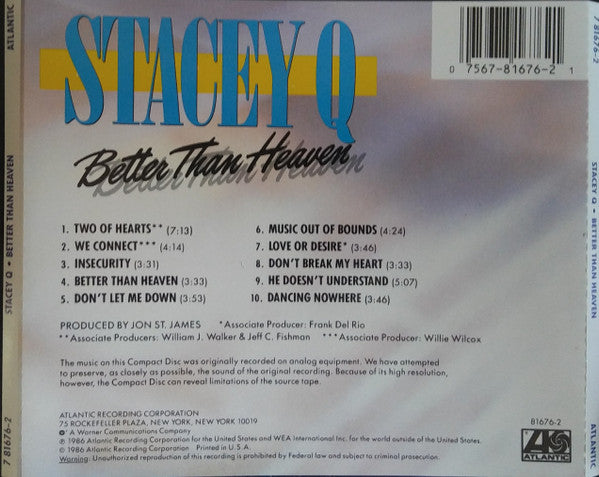 7 81676-2 STACEY Q • BETTER THAN HEAVEN ATLANTIC
STACEY Q
Better Than Heaven
0 7567-81676-2 1
1. TWO OF HEARTS** (7:13)
2. WE CONNECT*** (4:14)
3. INSECURITY (3:31)
4. BETTER THAN HEAVEN (3:33)
5. DON'T LET ME DOWN (3:53)
6. MUSIC OUT OF BOUNDS (4:24)
7. LOVE OR DESIRE* (3:46)
8. DON'T BREAK MY HEART (3:33)
9. HE DOESN'T UNDERSTAND (5:07)
10. DANCING NOWHERE (3:46)
PRODUCED BY JON ST. JAMES *Associate Producer: Frank Del Rio
**Associate Producers: William J. Walker & Jeff C. Fishman ***Associate Producer: Willie Wilcox
The music on this Compact Disc was originally recorded on analog equipment. We have attempted
to preserve, as closely as possible, the sound of the original recording. Because of its high resolution,
however, the Compact Disc can reveal limitations of the source tape.
ATLANTIC RECORDING CORPORATION
75 ROCKEFELLER PLAZA, NEW YORK, NEW YORK 10019
A Warner Communications Company
℗ 1986 Atlantic Recording Corporation for the United States and WEA International Inc. for the world outside of the United States.
© 1986 Atlantic Recording Corporation Printed in U.S.A.
Warning: Unauthorized reproduction of this recording is prohibited by Federal law and subject to criminal prosecution.
81676-2
ATLANTIC
7 81676-2 STACEY Q • BETTER THAN HEAVEN ATLANTIC